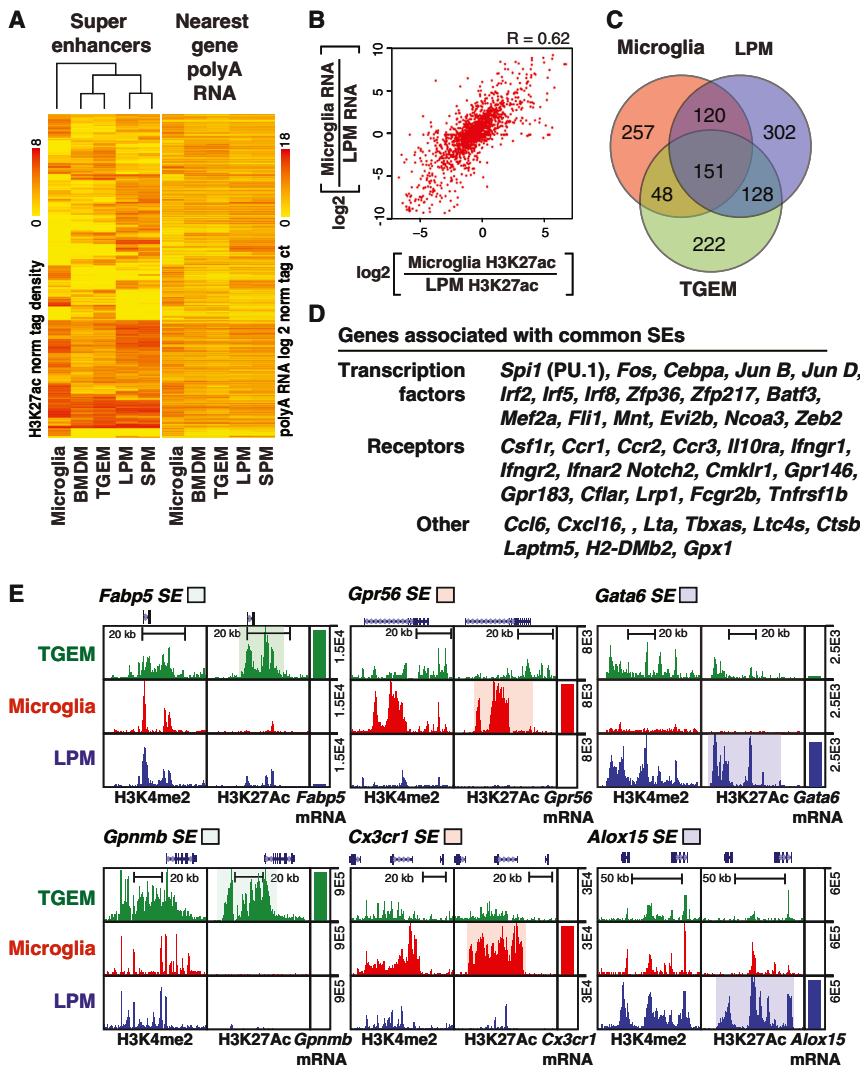 A
Super
enhancers
Nearest
gene
polyA
RNA
H3K27ac norm tag density
0
8
polyA RNA log 2 norm tag ct
0
18
Microglia
BMDM
TGEM
LPM
SPM
Microglia
BMDM
TGEM
LPM
SPM
B
R = 0.62
log2
Microglia RNA
LPM RNA
10
5
0
-5
-10
−5
0
5
log2
Microglia H3K27ac
LPM H3K27ac
C
Microglia
LPM
257
120
302
151
48
128
222
TGEM
D
Genes associated with common SEs
Transcription factors
Spi1 (PU.1), Fos, Cebpa, Jun B, Jun D,
Irf2, Irf5, Irf8, Zfp36, Zfp217, Batf3,
Mef2a, Fli1, Mnt, Evi2b, Ncoa3, Zeb2
Receptors
Csf1r, Ccr1, Ccr2, Ccr3, Il10ra, Ifngr1,
Ifngr2, Ifnar2 Notch2, Cmklr1, Gpr146,
Gpr183, Cflar, Lrp1, Fcgr2b, Tnfrsf1b
Other
Ccl6, Cxcl16, , Lta, Tbxas, Ltc4s, Ctsb
Laptm5, H2-DMb2, Gpx1
E
Fabp5 SE
20 kb
20 kb
TGEM
1.5E4
Microglia
1.5E4
LPM
1.5E4
H3K4me2
H3K27Ac
Fabp5
mRNA
Gpr56 SE
20 kb
20 kb
8E3
8E3
8E3
H3K4me2
H3K27Ac
Gpr56
mRNA
Gata6 SE
20 kb
20 kb
2.5E3
2.5E3
2.5E3
H3K4me2
H3K27Ac
Gata6
mRNA
Gpnmb SE
20 kb
20 kb
TGEM
9E5
Microglia
9E5
LPM
9E5
H3K4me2
H3K27Ac
Gpnmb
mRNA
Cx3cr1 SE
20 kb
20 kb
3E4
3E4
3E4
H3K4me2
H3K27Ac
Cx3cr1
mRNA
Alox15 SE
50 kb
50 kb
6E5
6E5
6E5
H3K4me2
H3K27Ac
Alox15
mRNA